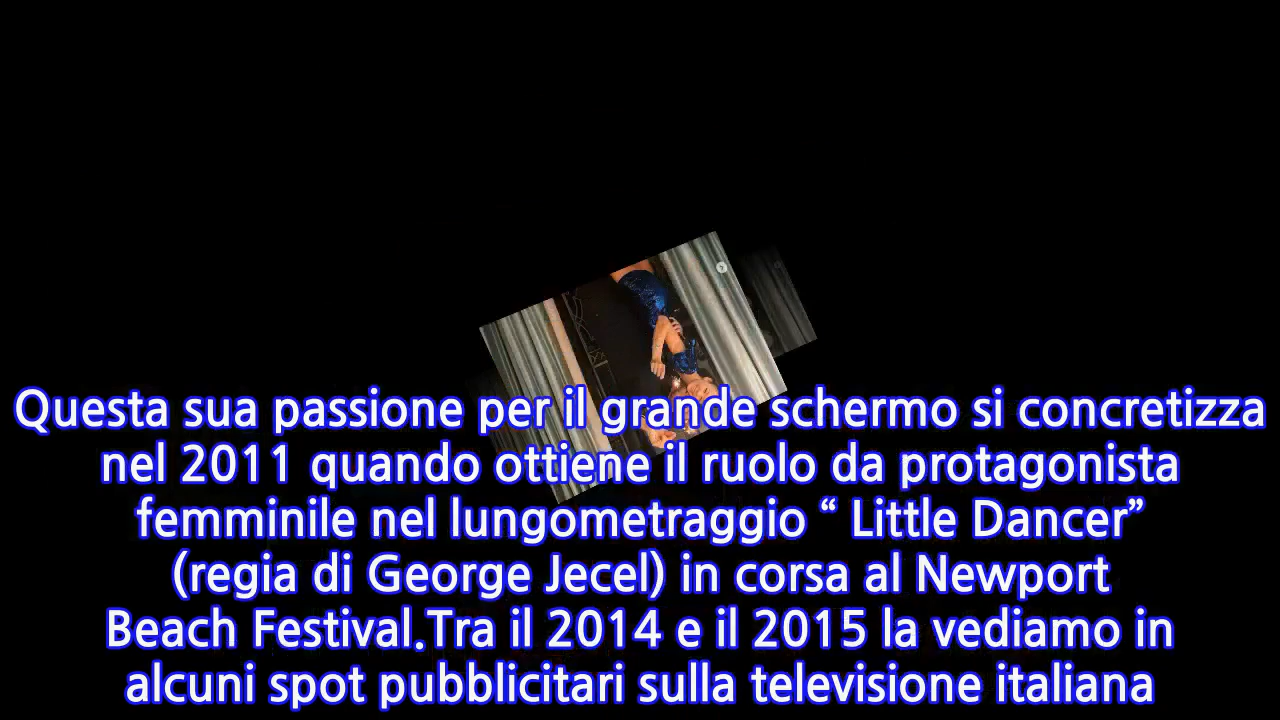 Questa sua passione per il grande schermo si concretizza
nel 2011 quando ottiene il ruolo da protagonista
femminile nel lungometraggio “ Little Dancer”
(regia di George Jecel) in corsa al Newport
Beach Festival.Tra il 2014 e il 2015 la vediamo in
alcuni spot pubblicitari sulla televisione italiana